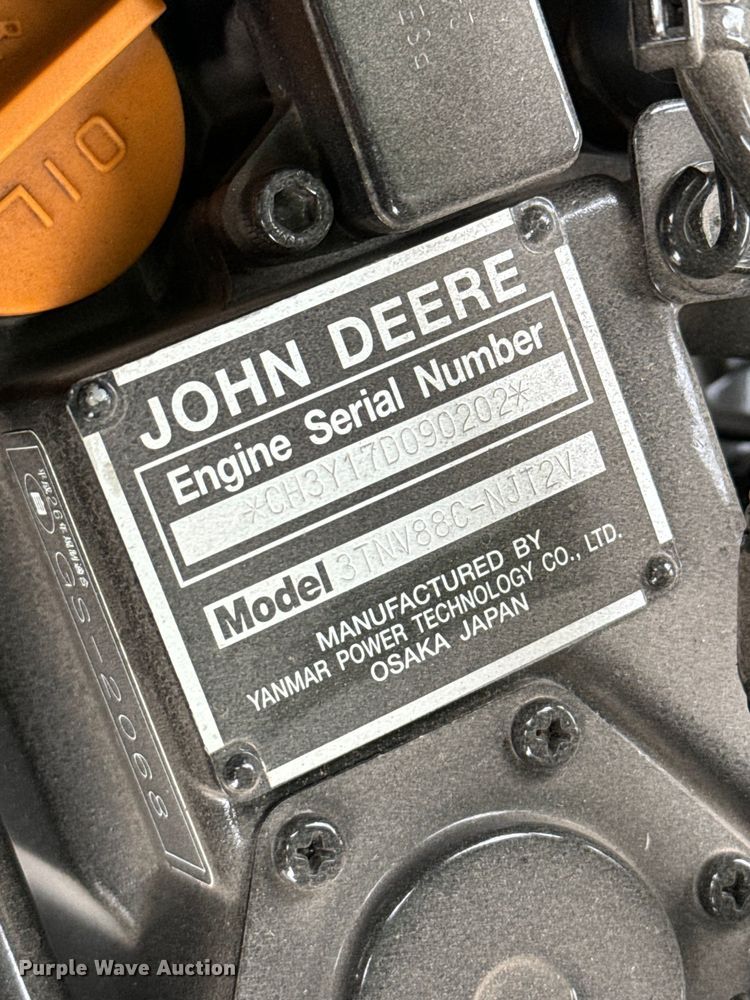 OIL
JOHN DEERE
Engine Serial Number
*CH3Y17D090202*
Model 3TNV88C-NJT2V
MANUFACTURED BY
YANMAR POWER TECHNOLOGY CO., LTD.
OSAKA JAPAN
GS-2068
Purple Wave Auction